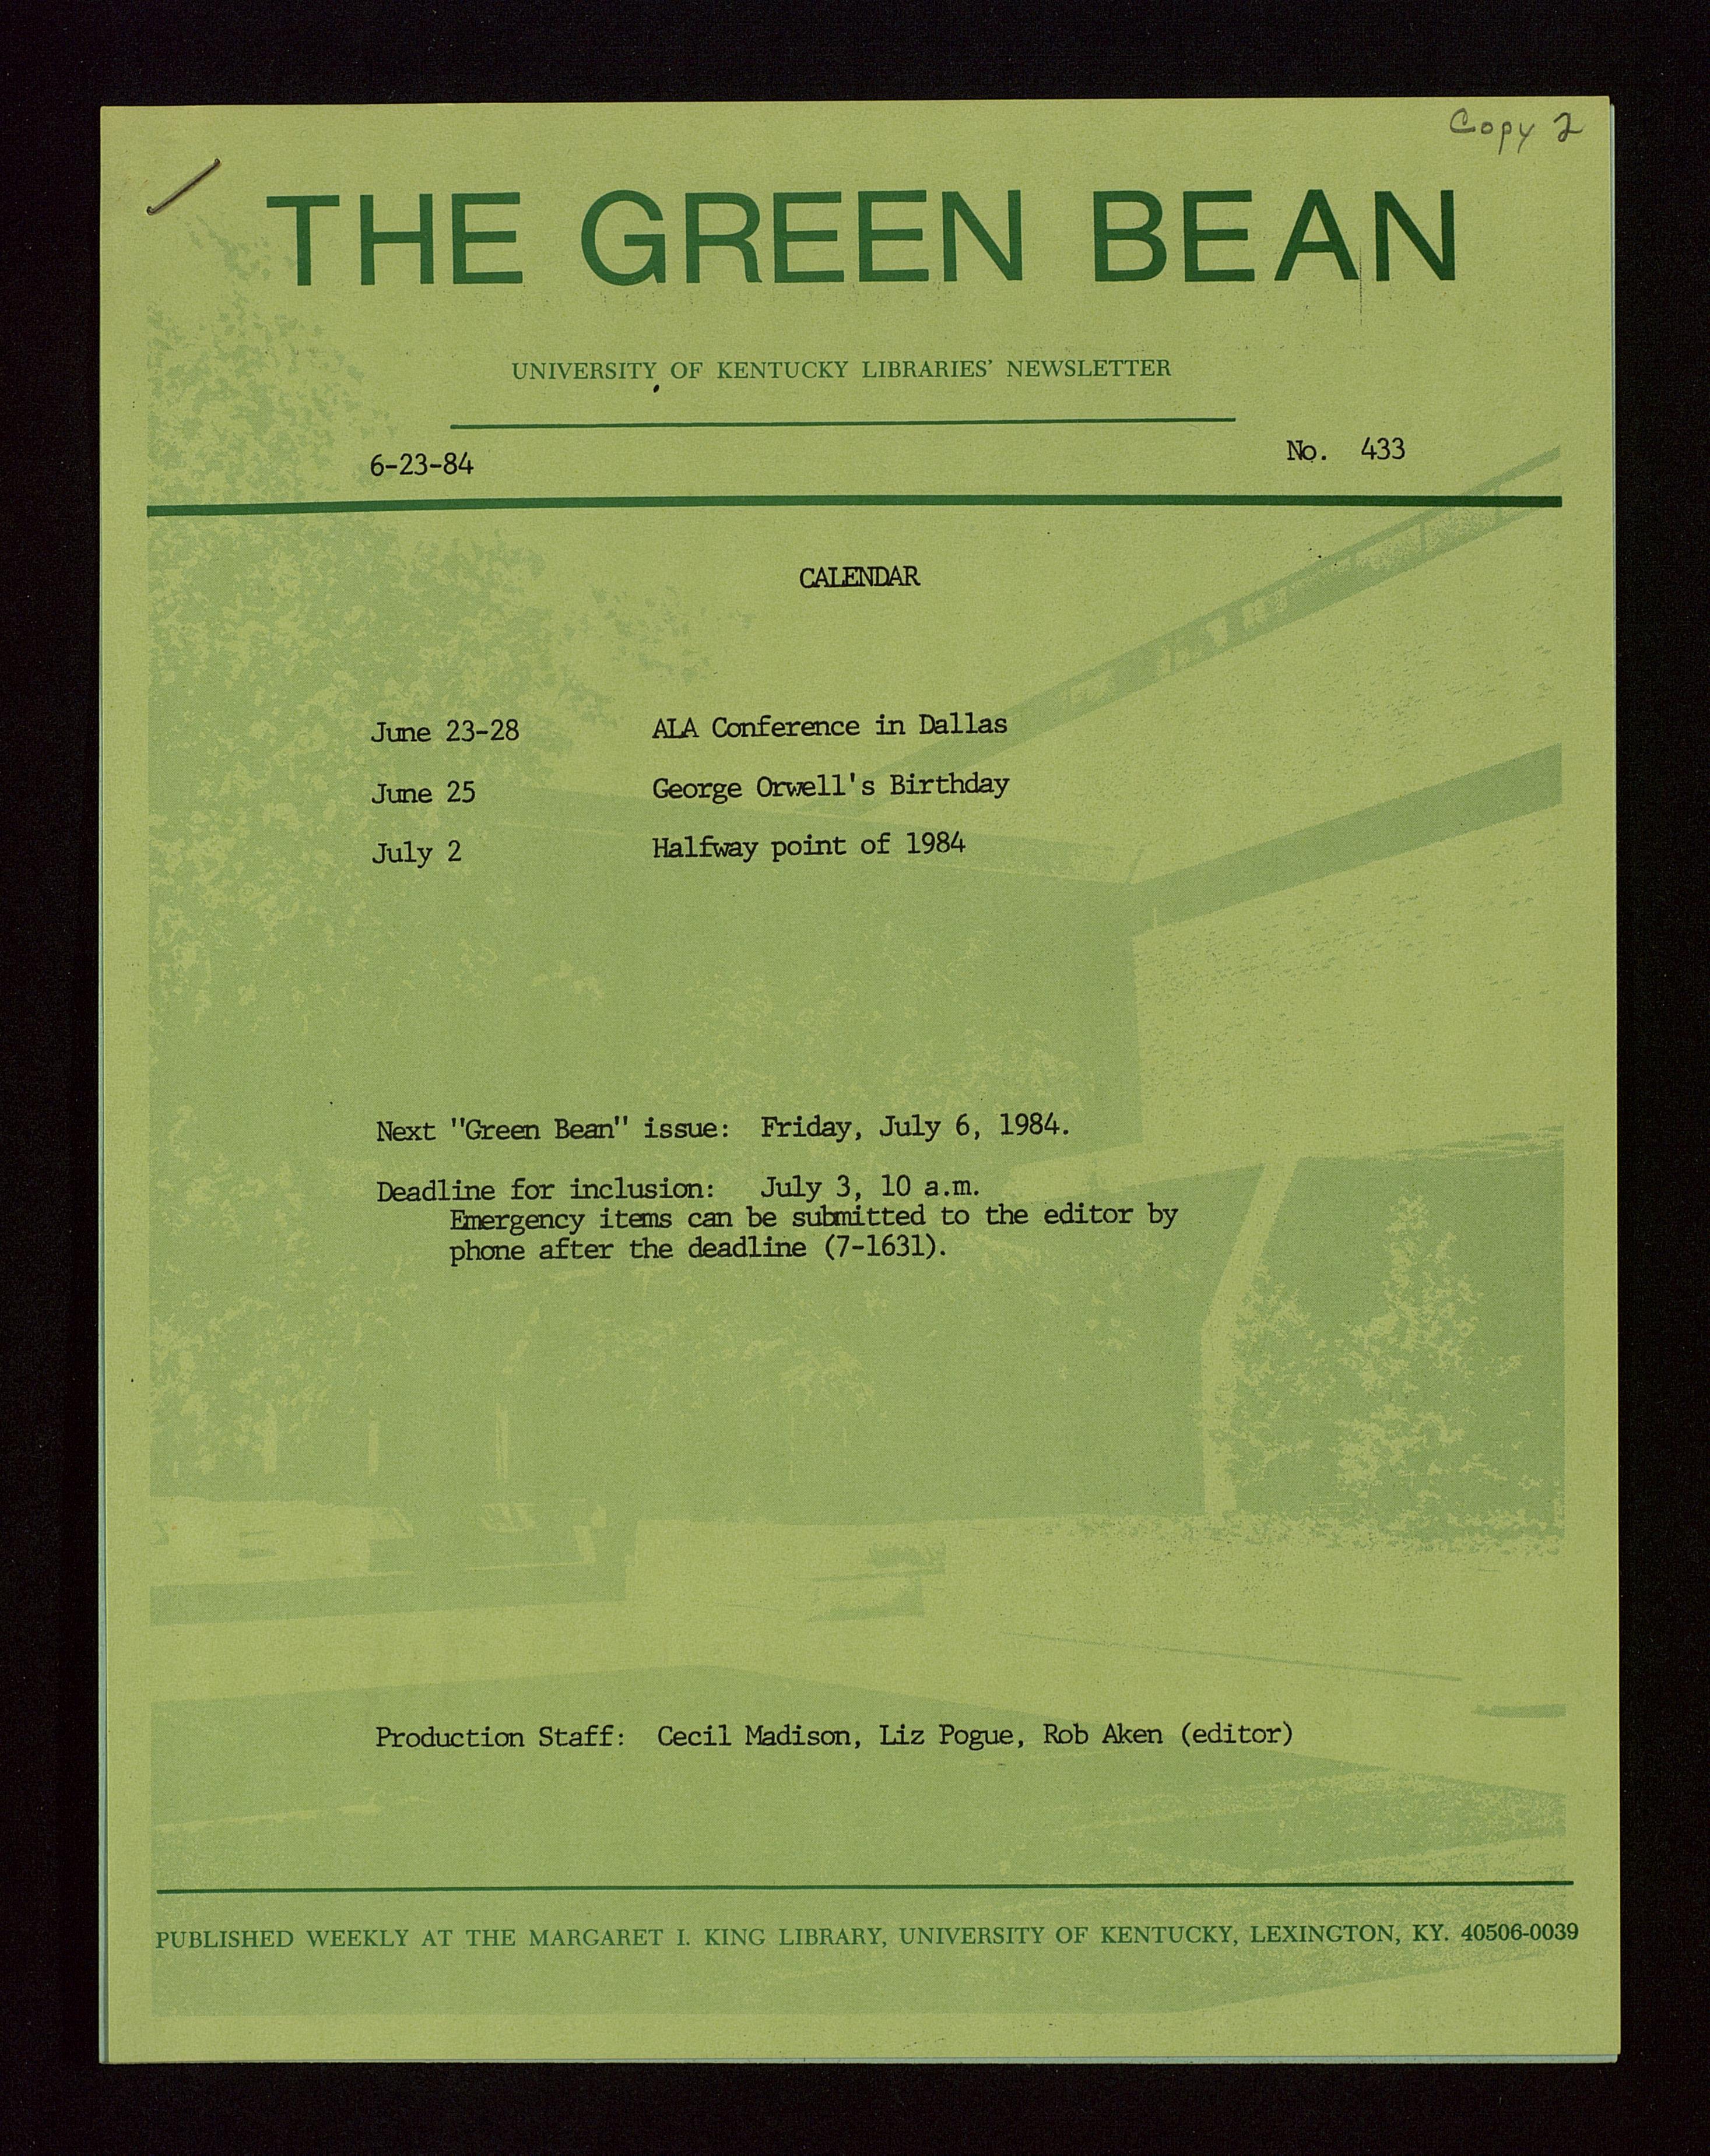 Copy 2
THE GREEN BEAN
UNIVERSITY OF KENTUCKY LIBRARIES' NEWSLETTER
6-23-84 No. 433
CALENDAR
June 23-28 ALA Conference in Dallas
June 25 George Orwell's Birthday
July 2 Halfway point of 1984
Next "Green Bean" issue: Friday, July 6, 1984.
Deadline for inclusion: July 3, 10 a.m.
Emergency items can be submitted to the editor by
phone after the deadline (7-1631).
Production Staff: Cecil Madison, Liz Pogue, Rob Aken (editor)
PUBLISHED WEEKLY AT THE MARGARET I. KING LIBRARY, UNIVERSITY OF KENTUCKY, LEXINGTON, KY. 40506-0039